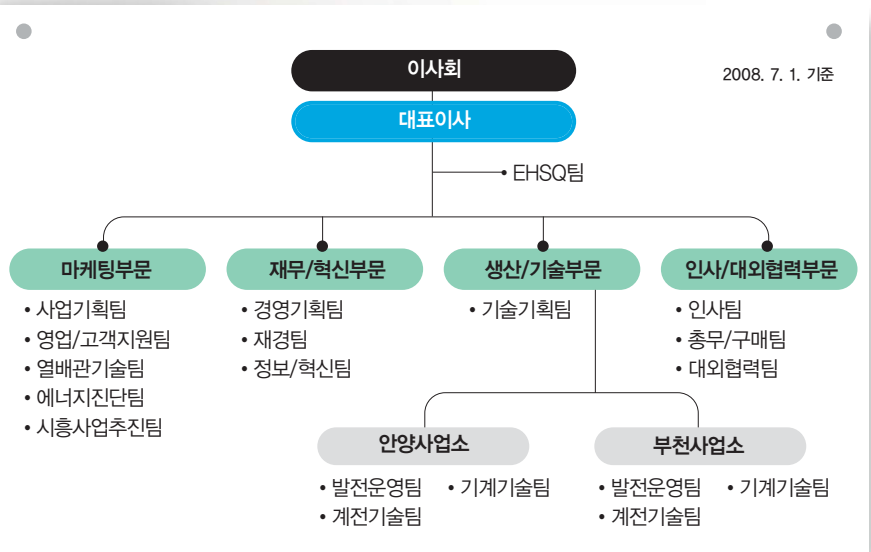 이사회
2008. 7. 1. 기준
대표이사
• EHSQ팀
마케팅부문
• 사업기획팀
• 영업/고객지원팀
• 열배관기술팀
• 에너지진단팀
• 시흥사업추진팀
재무/혁신부문
• 경영기획팀
• 재경팀
• 정보/혁신팀
생산/기술부문
• 기술기획팀
인사/대외협력부문
• 인사팀
• 총무/구매팀
• 대외협력팀
안양사업소
• 발전운영팀 • 기계기술팀
• 계전기술팀
부천사업소
• 발전운영팀 • 기계기술팀
• 계전기술팀